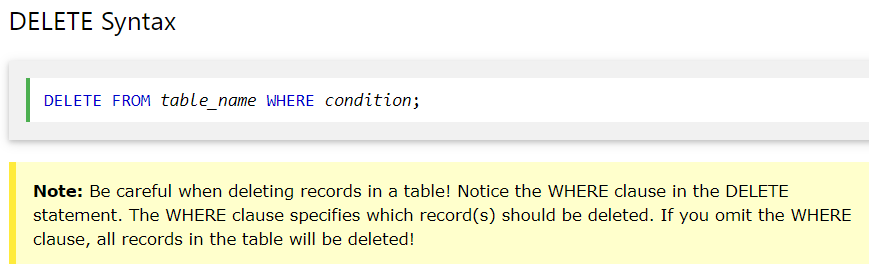 DELETE Syntax
DELETE FROM table_name WHERE condition;
Note: Be careful when deleting records in a table! Notice the WHERE clause in the DELETE
statement. The WHERE clause specifies which record(s) should be deleted. If you omit the WHERE
clause, all records in the table will be deleted!